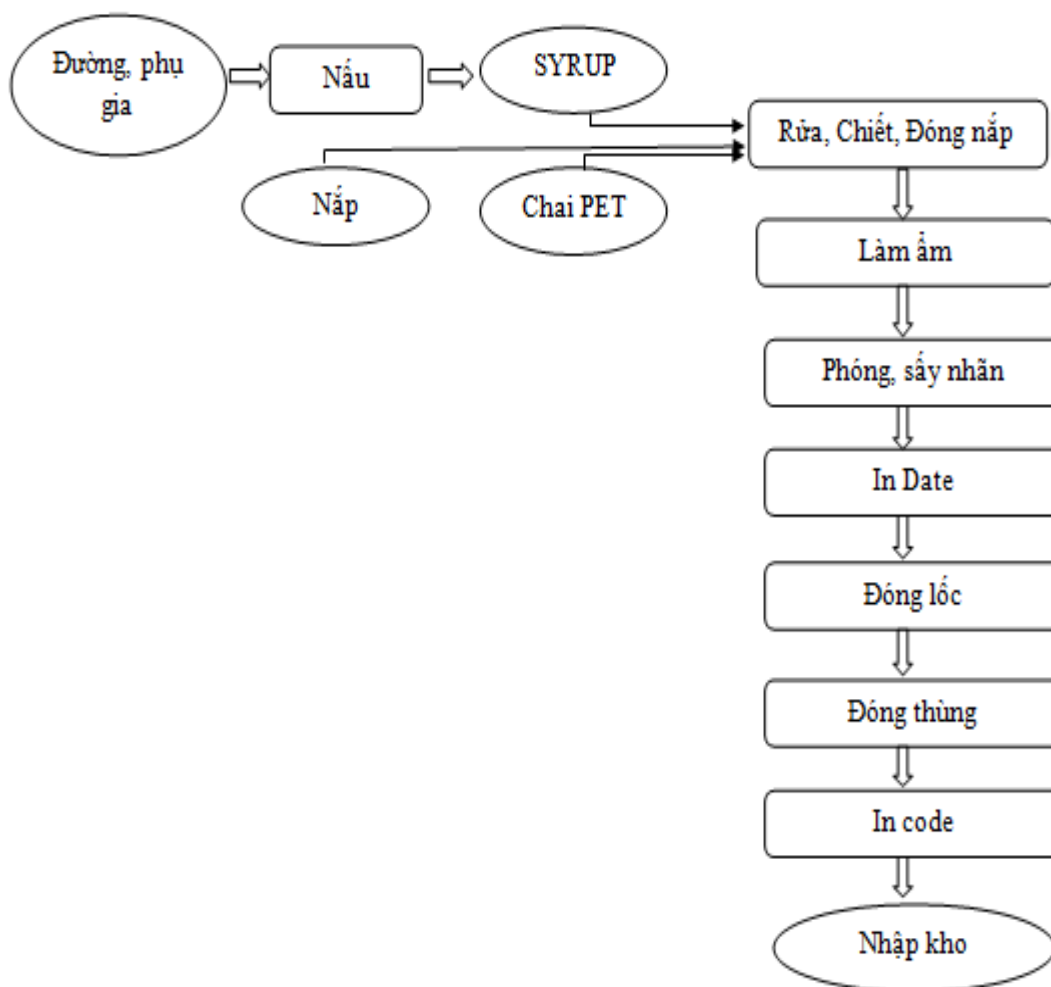 Đường, phụ
gia
Nấu
SYRUP
Rửa, Chiết, Đóng nắp
Nắp
Chai PET
Làm ẩm
Phóng, sấy nhãn
In Date
Đóng lốc
Đóng thùng
In code
Nhập kho